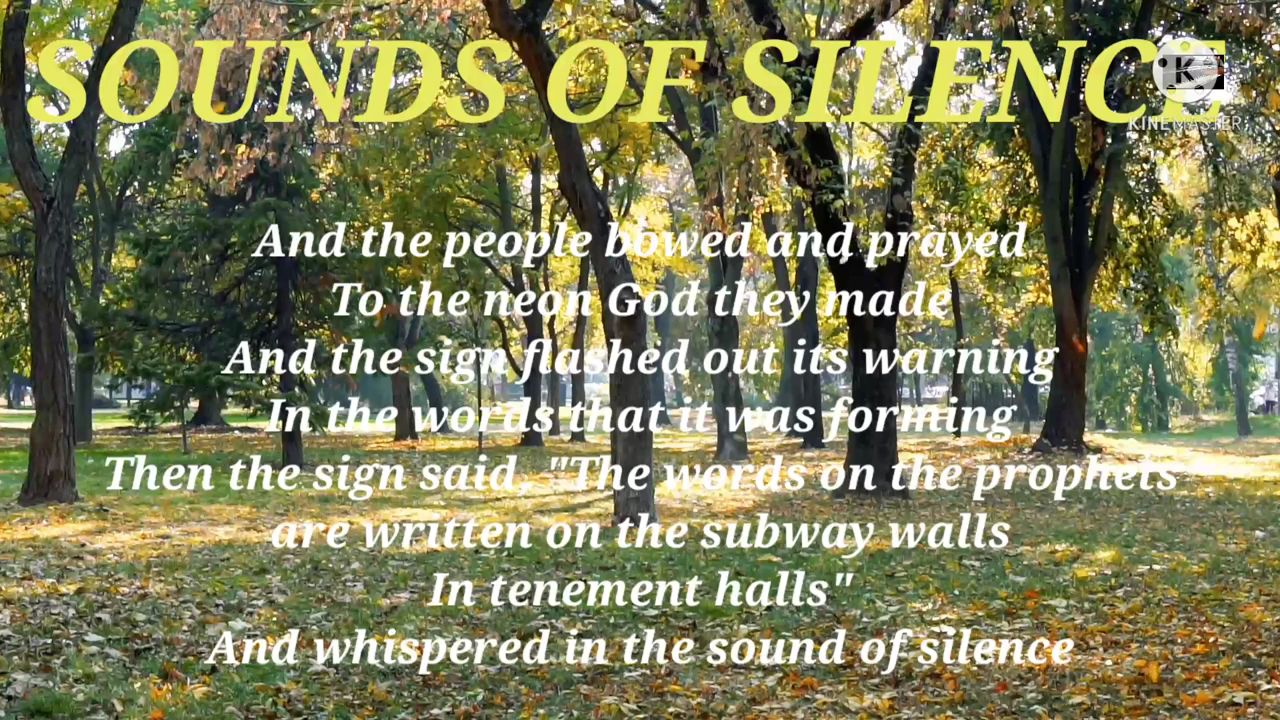 SOUNDS OF SILENCE
KINEMASTER
And the people bowed and prayed
To the neon God they made
And the sign flashed out its warning
In the words that it was forming
Then the sign said, "The words on the prophets
are written on the subway walls
In tenement halls"
And whispered in the sound of silence